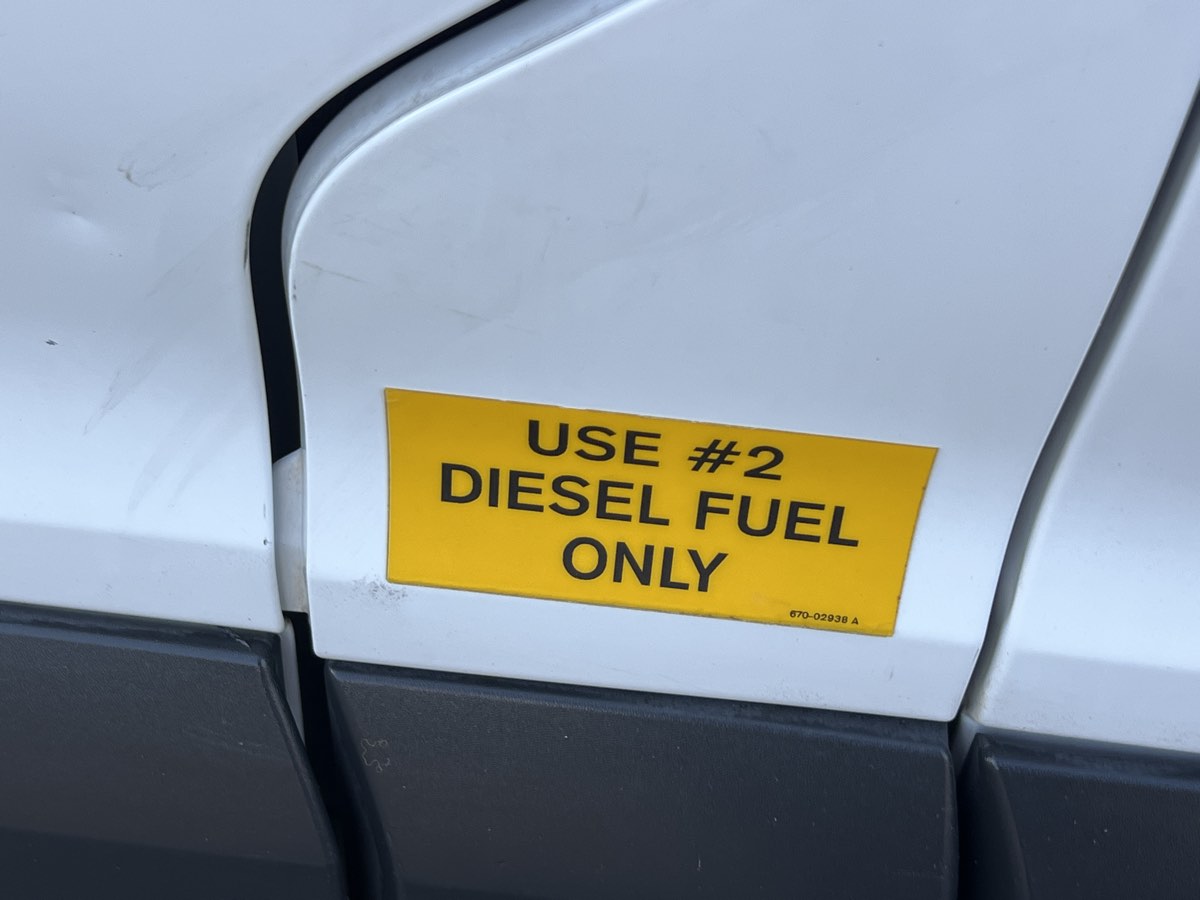 USE #2
DIESEL FUEL
ONLY
670-02938 A